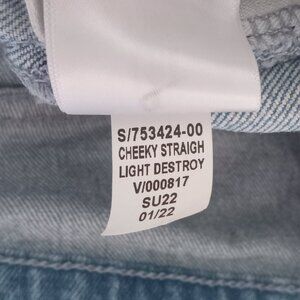 S/753424-00
CHEEKY STRAIGH
LIGHT DESTROY
V/000817
SU22
01/22